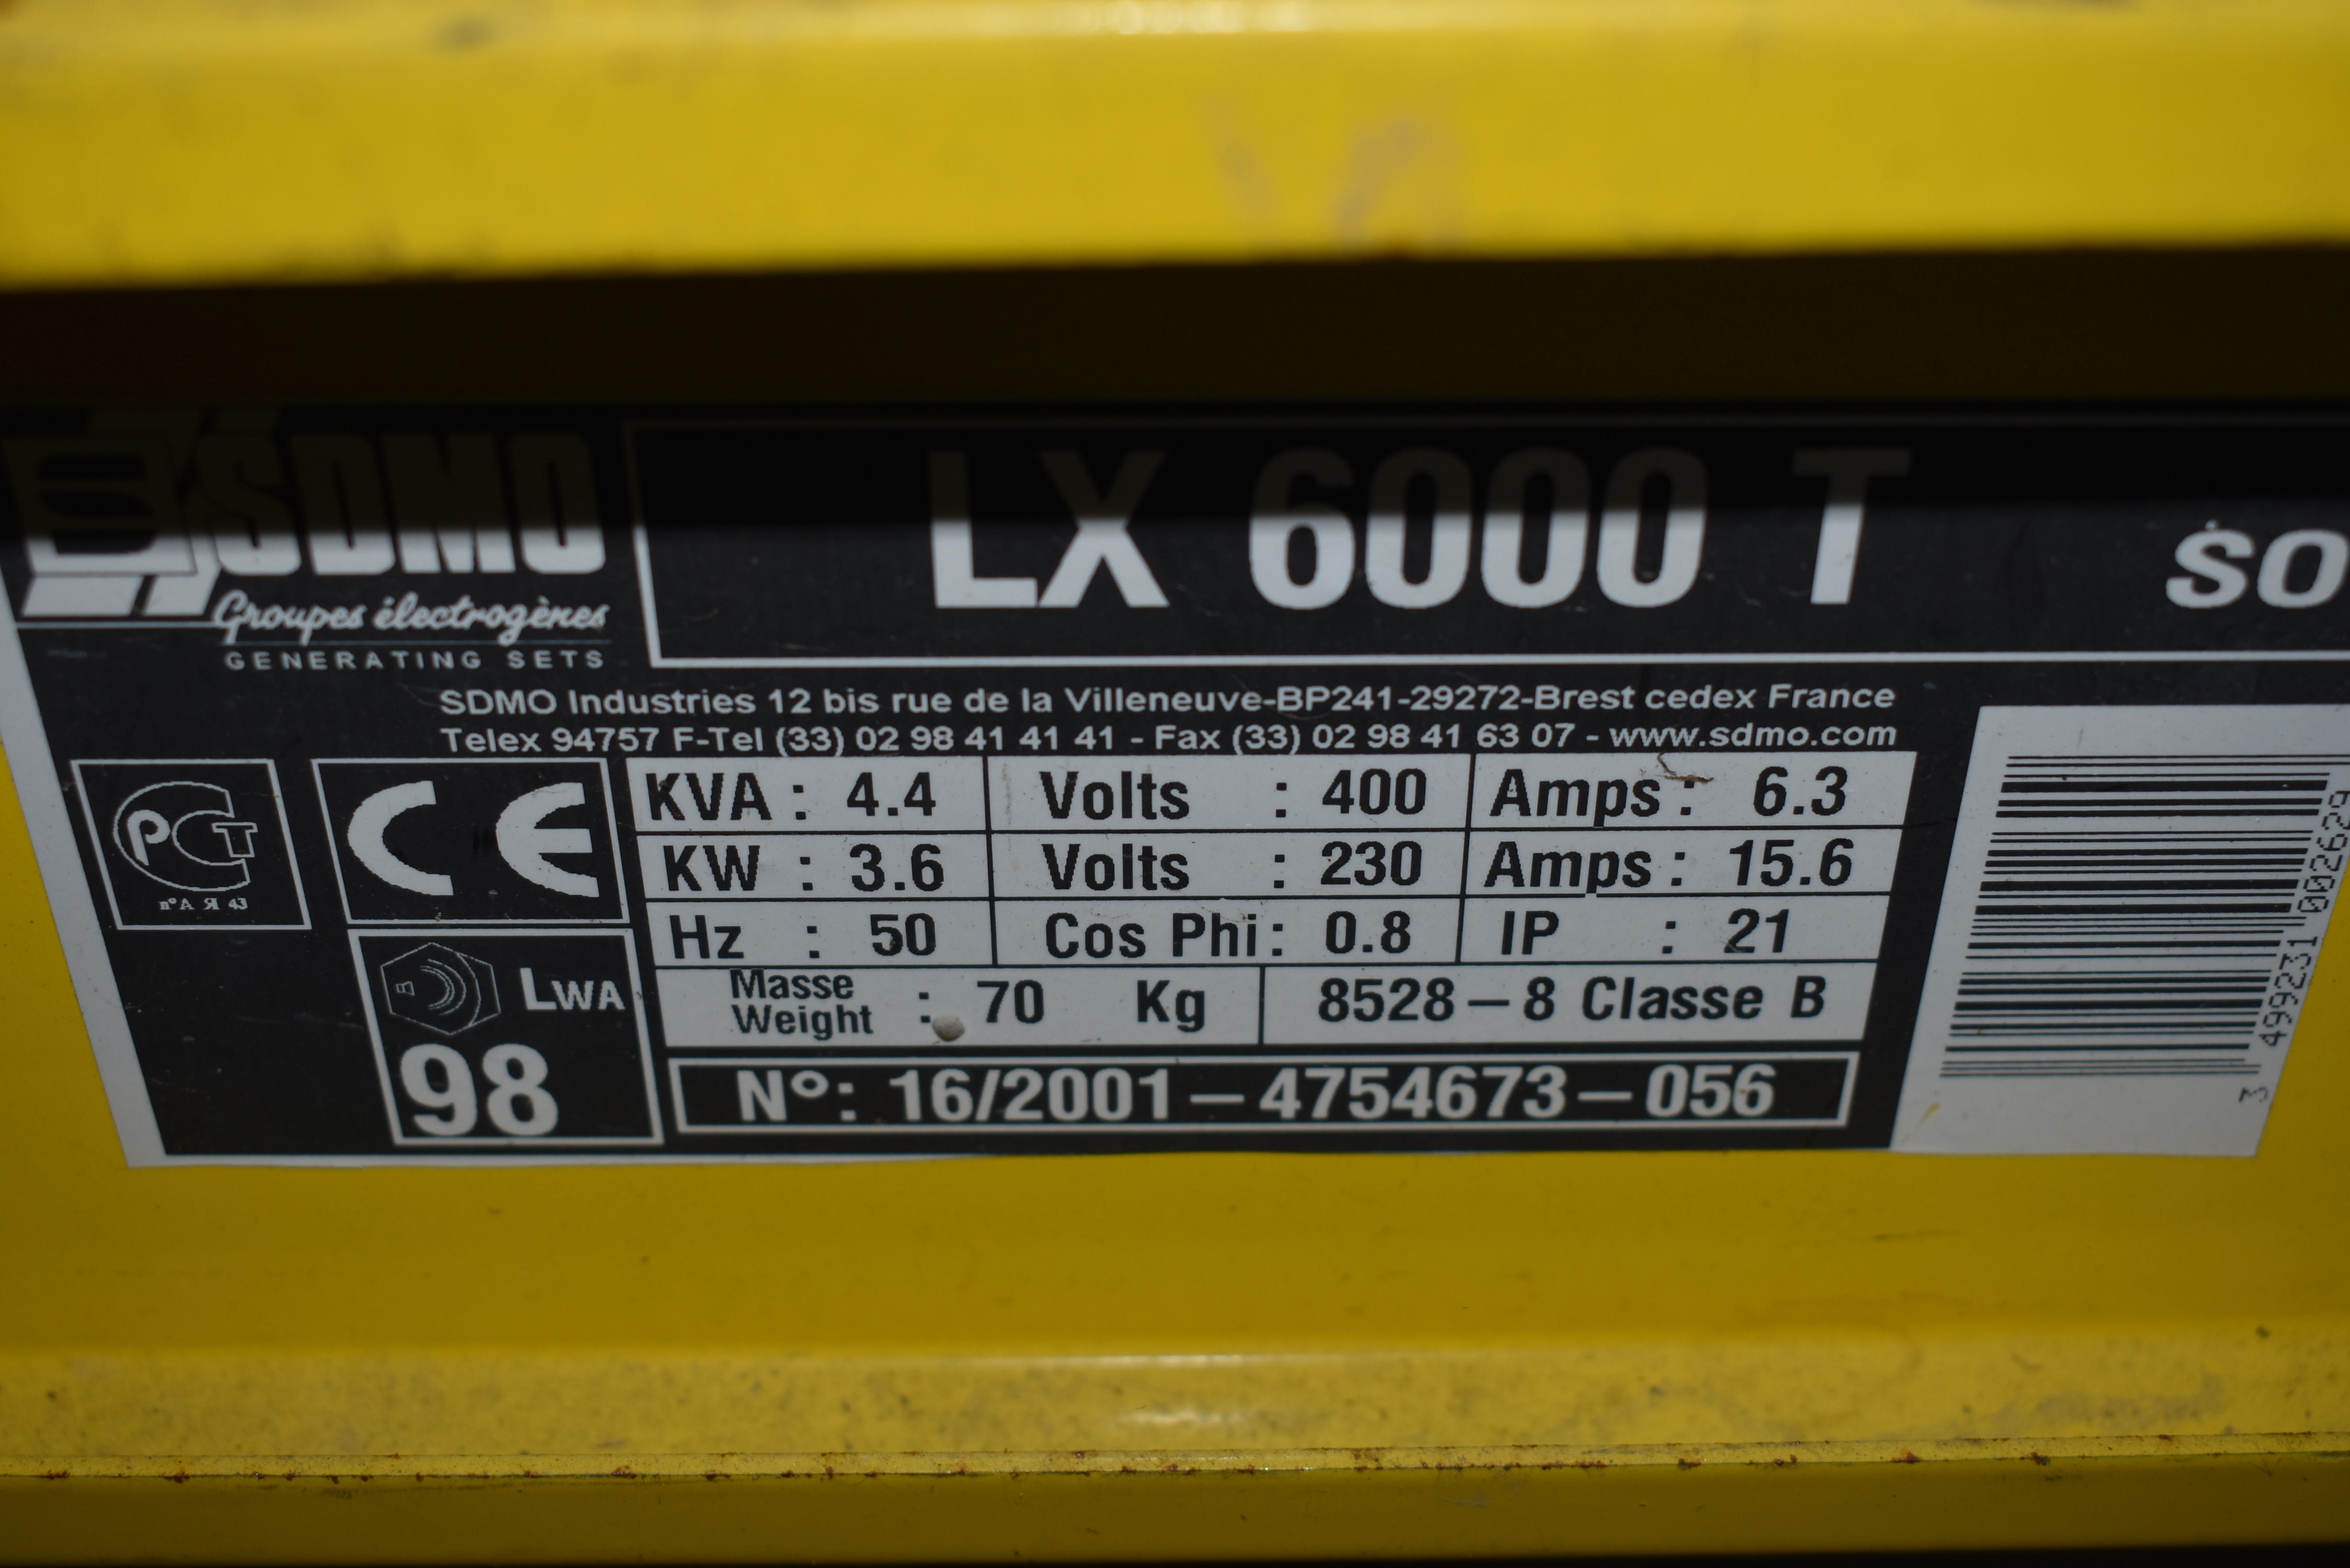 SDMO
LX 6000 T
SO
Groupes électrogènes
GENERATING SETS
SDMO Industries 12 bis rue de la Villeneuve-BP241-29272-Brest cedex France
Telex 94757 F-Tel (33) 02 98 41 41 41 - Fax (33) 02 98 41 63 07 - www.sdmo.com
PCT
n°A Я 43
CE
KVA : 4.4 Volts : 400 Amps : 6.3
KW : 3.6 Volts : 230 Amps : 15.6
Hz : 50 Cos Phi : 0.8 IP : 21
Masse
Weight : 70 Kg 8528-8 Classe B
LWA
98
N°: 16/2001-4754673-056
3 499231 002629